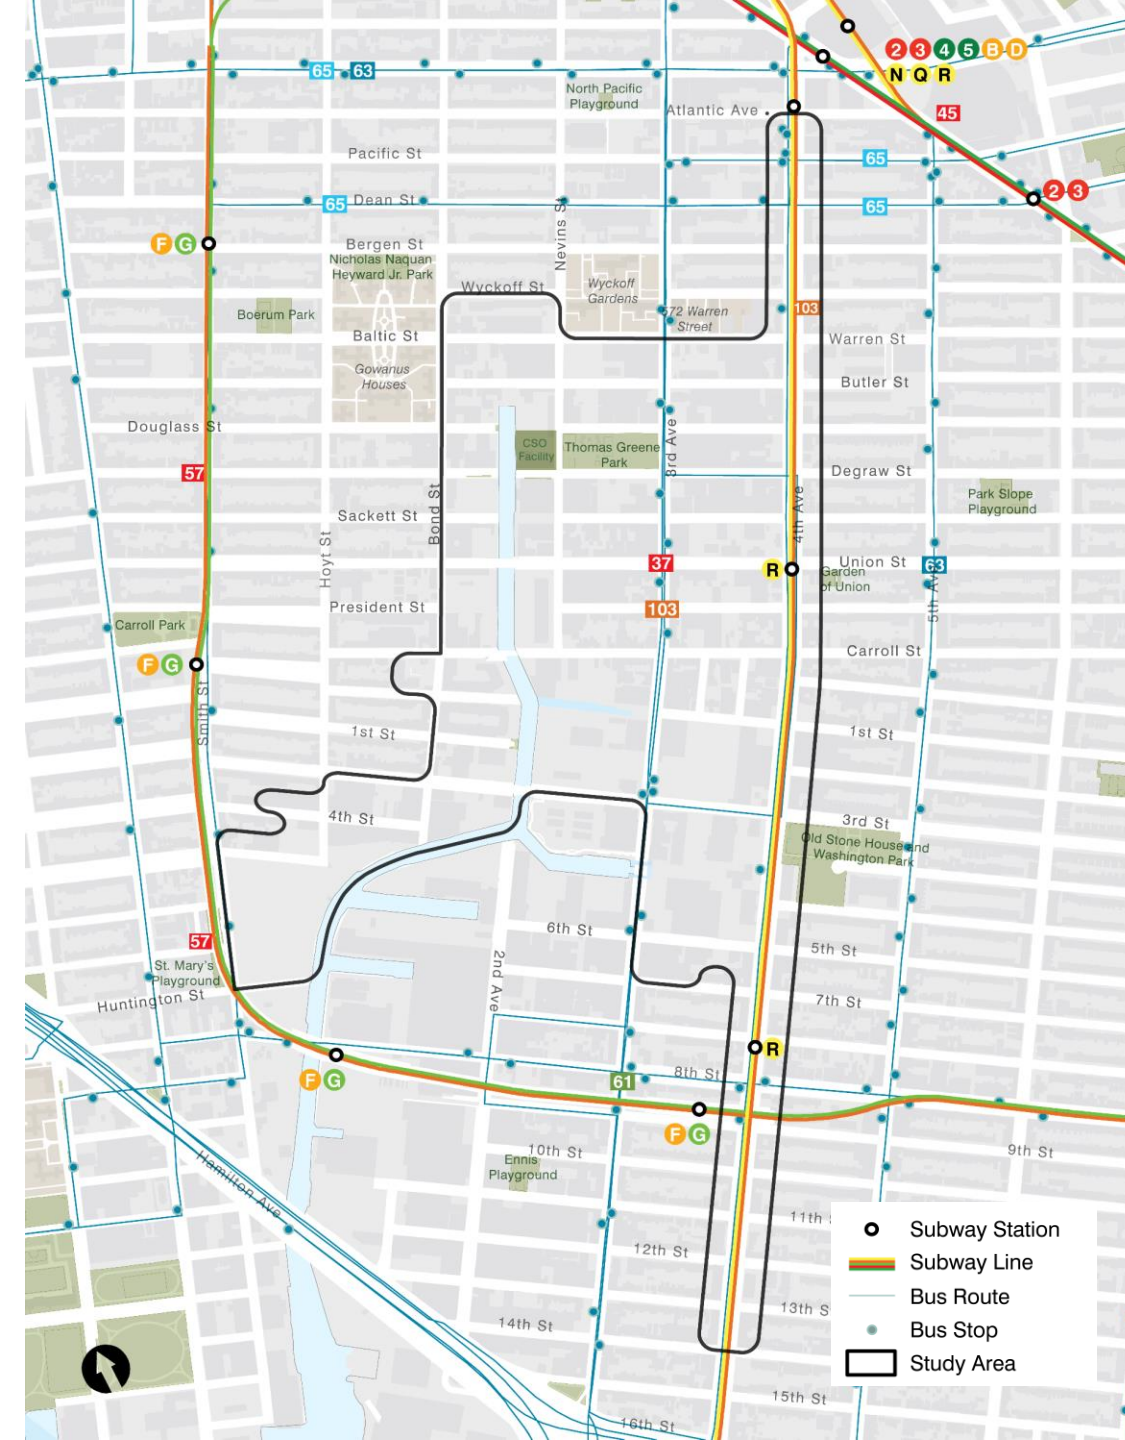 2 3 4 5 B D
N Q R
65 63
North Pacific
Playground
Atlantic Ave
45
Pacific St
65
2 3
65
Dean St
65
F G
Bergen St
Nevins St
Nicholas Naquan
Heyward Jr. Park
Wyckoff St
Wyckoff
Gardens
572 Warren
Street
103
Boerum Park
Baltic St
Warren St
Gowanus
Houses
Butler St
Douglass St
CSO
Facility
Thomas Greene
Park
3rd Ave
57
Degraw St
Park Slope
Playground
Bond St
4th Ave
Sackett St
Hoyt St
37
R
Union St
63
Garden
of Union
5th Ave
President St
103
Carroll Park
Carroll St
F G
Smith St
1st St
1st St
4th St
3rd St
Old Stone House and
Washington Park
6th St
57
5th St
St. Mary's
Playground
2nd Ave
Huntington St
7th St
R
8th St
F G
61
F G
10th St
9th St
Ennis
Playground
Hamilton Ave
11th
12th St
13th S
14th St
15th St
16th St
Subway Station
Subway Line
Bus Route
Bus Stop
Study Area